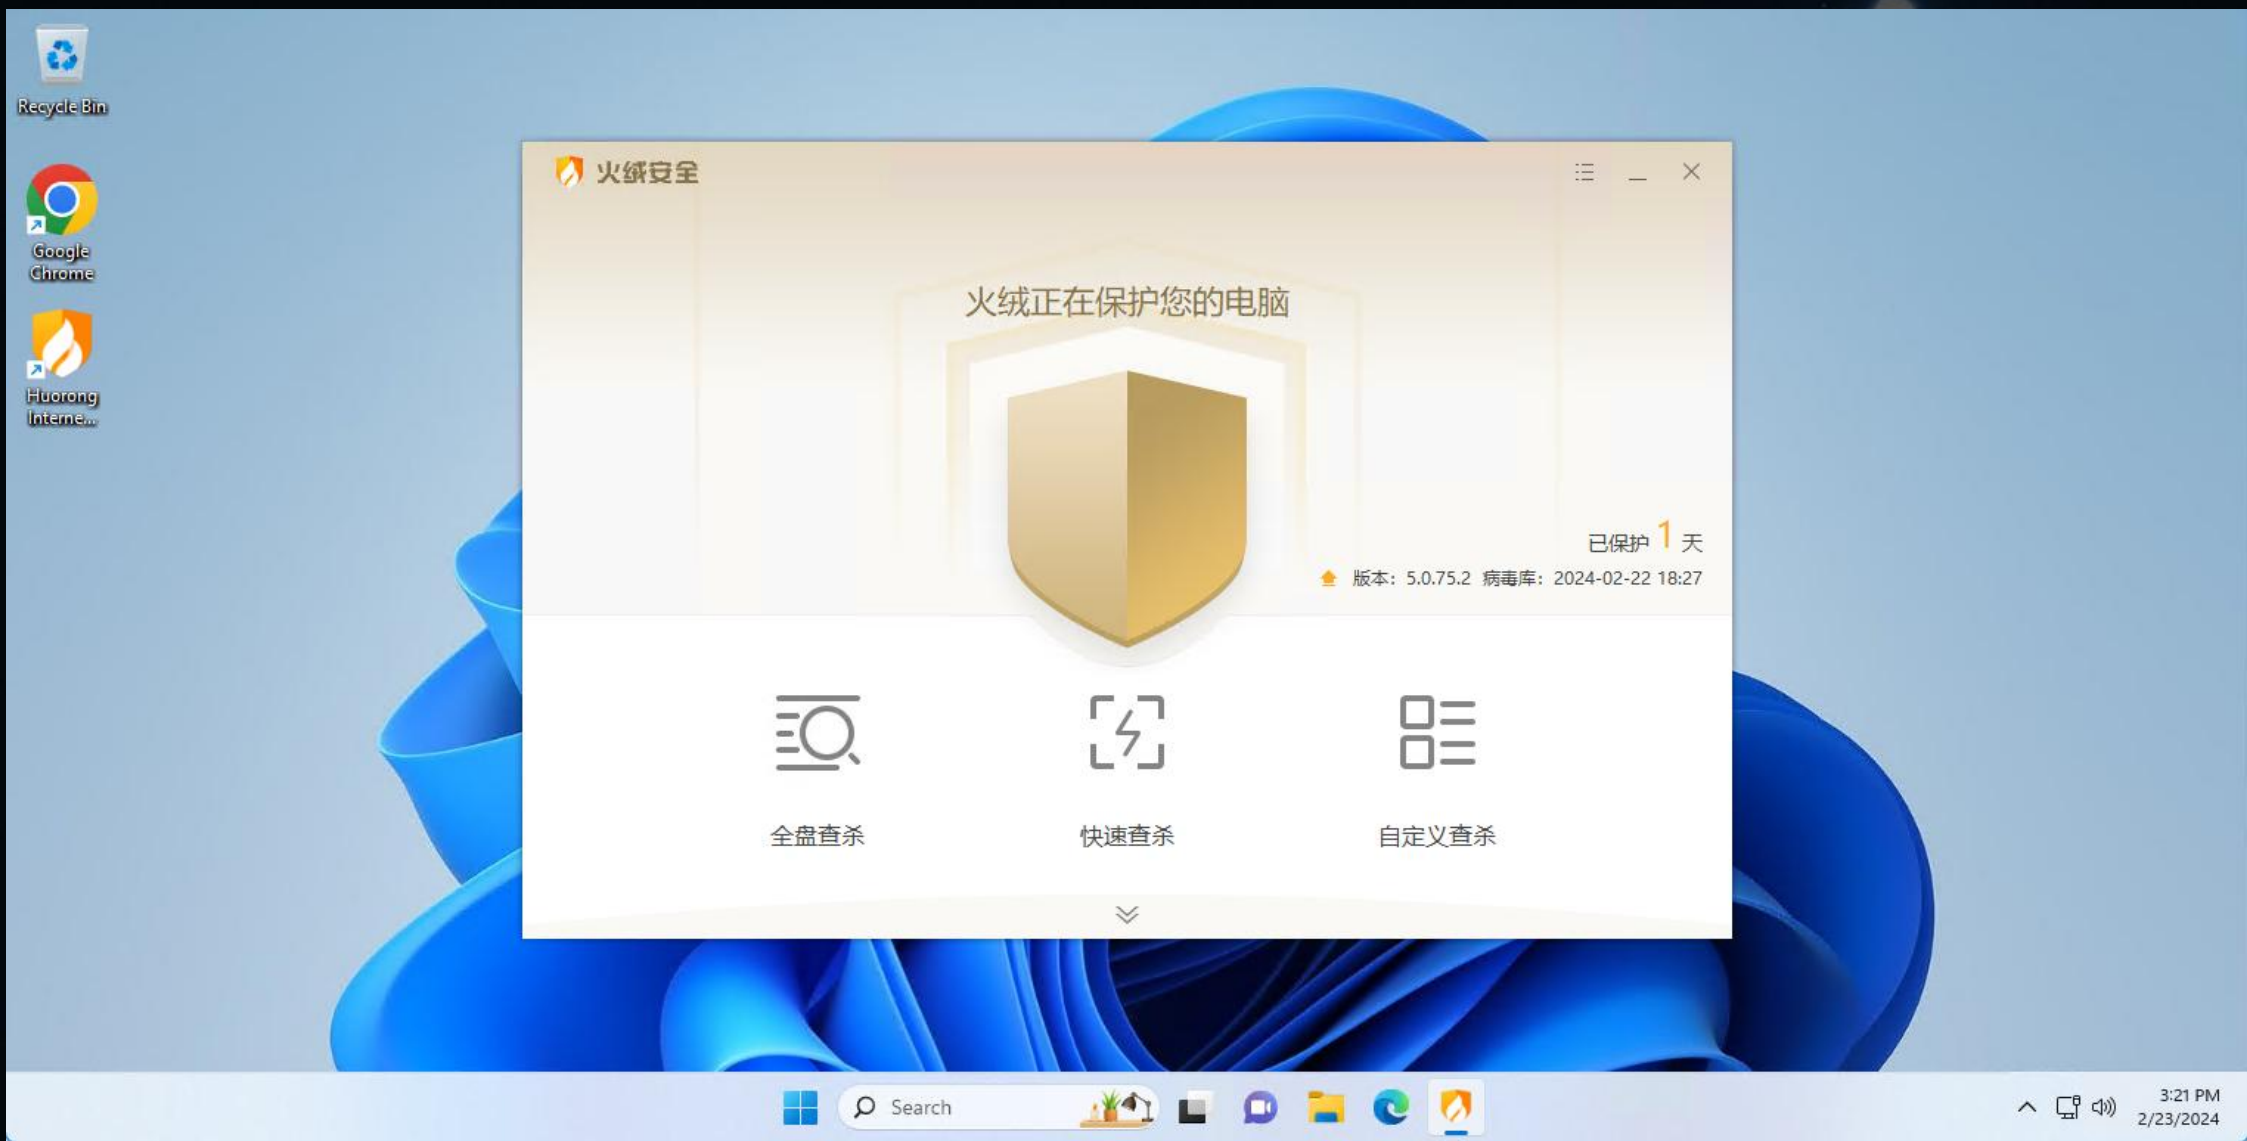 Recycle Bin
Google
Chrome
Huorong
Interne...
火绒安全
火绒正在保护您的电脑
已保护 1 天
版本: 5.0.75.2 病毒库: 2024-02-22 18:27
全盘查杀
快速查杀
自定义查杀
Search
3:21 PM
2/23/2024